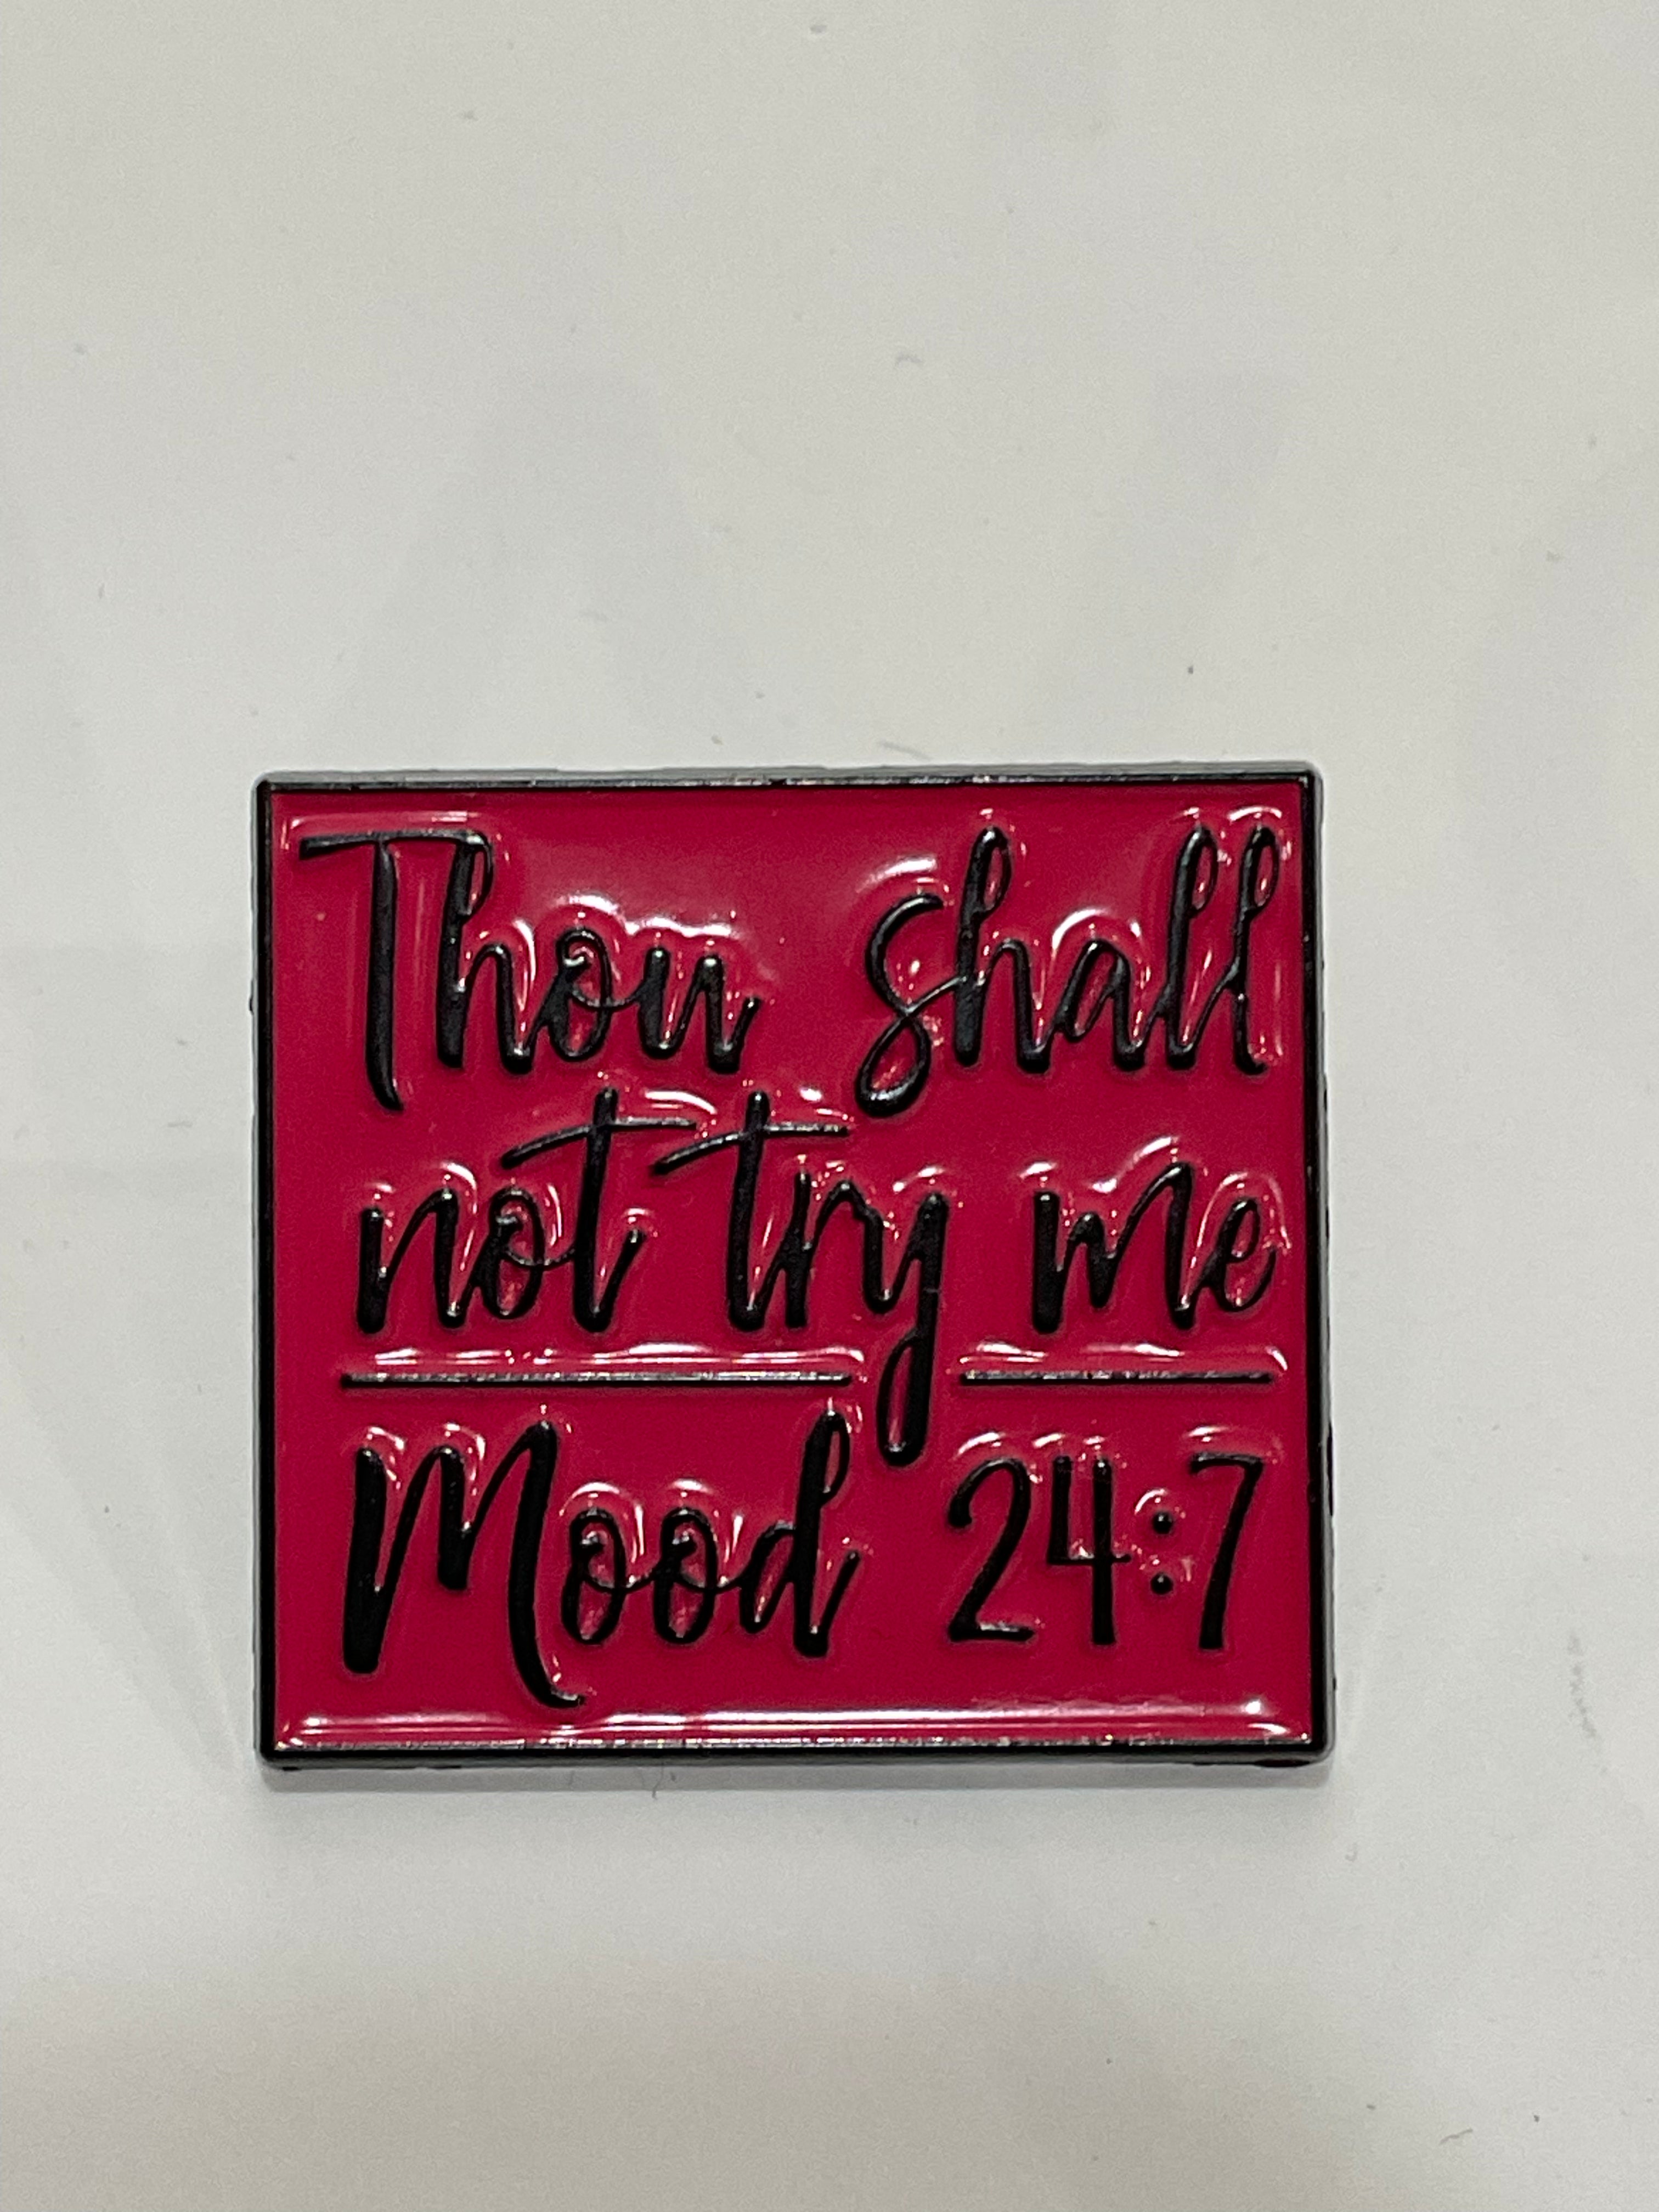 Thou shall
not try me
Mood 24:7